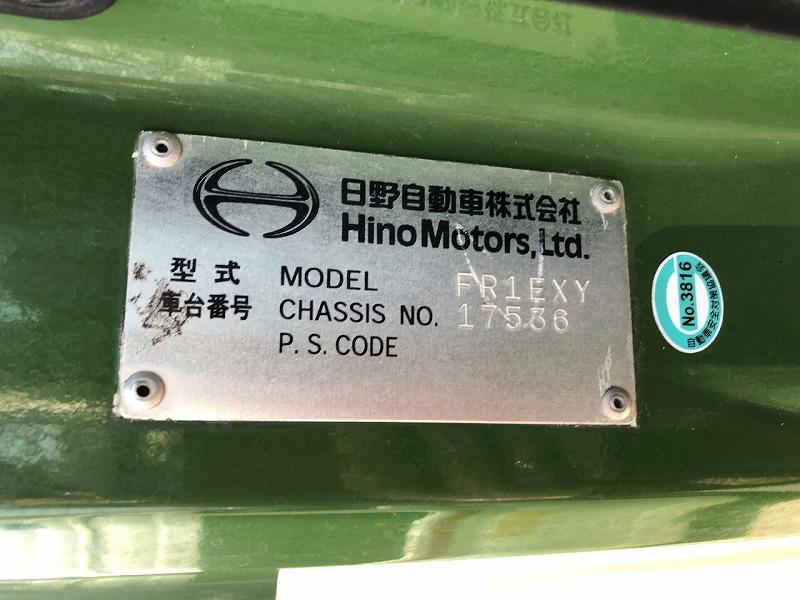 日野自動車株式会社
Hino Motors, Ltd.
型式 MODEL FR1EXY
車台番号 CHASSIS NO. 17536
P. S. CODE
No.3816